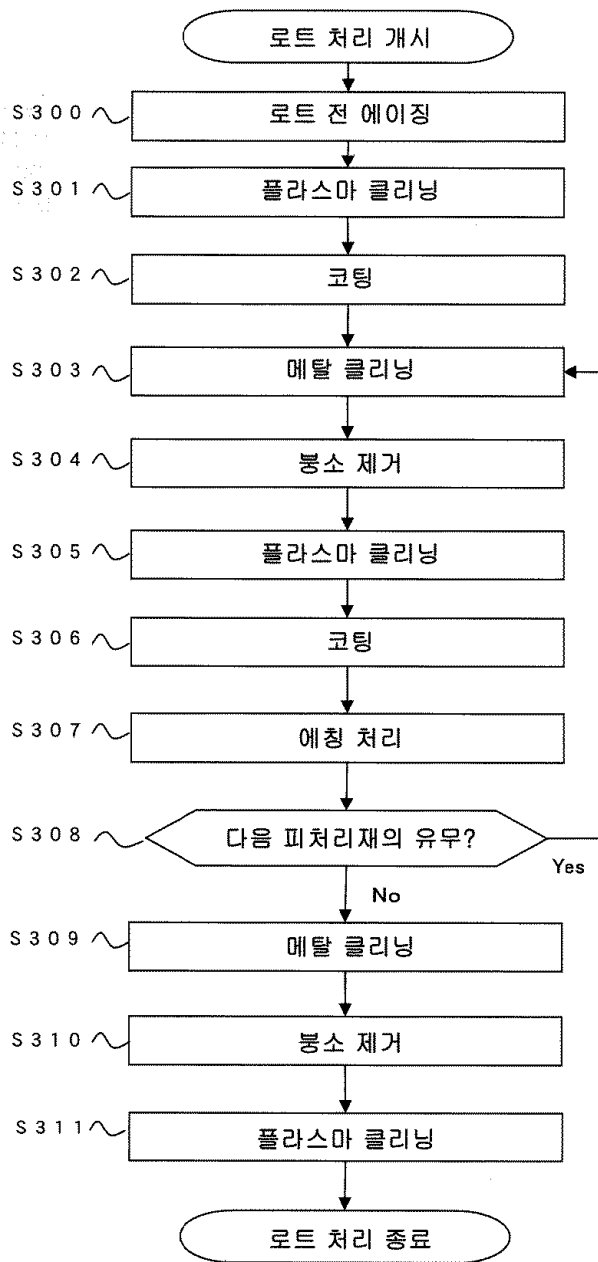 로트 처리 개시
S300 로트 전 에이징
S301 플라스마 클리닝
S302 코팅
S303 메탈 클리닝
S304 붕소 제거
S305 플라스마 클리닝
S306 코팅
S307 에칭 처리
S308 다음 피처리재의 유무?
Yes
No
S309 메탈 클리닝
S310 붕소 제거
S311 플라스마 클리닝
로트 처리 종료